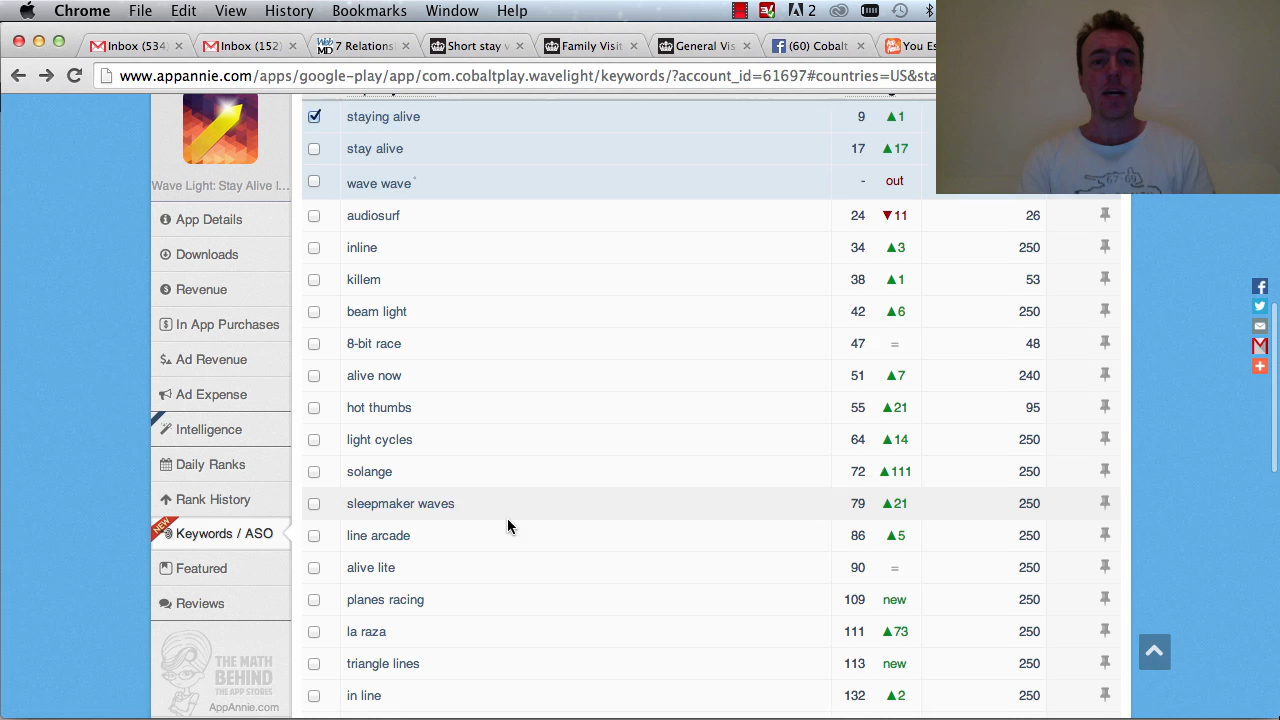 Chrome File Edit View History Bookmarks Window Help 2
Inbox (534) Inbox (152) 7 Relations Short stay v Family Visit General Vis (60) Cobalt You Es
www.appannie.com/apps/google-play/app/com.cobaltplay.wavelight/keywords/?account_id=61697#countries=US&sta
staying alive 9 ▲1
stay alive 17 ▲17
wave wave* - out
Wave Light: Stay Alive I...
audiosurf 24 ▼11 26
App Details
inline 34 ▲3 250
Downloads
killem 38 ▲1 53
Revenue
beam light 42 ▲6 250
In App Purchases
8-bit race 47 = 48
Ad Revenue
alive now 51 ▲7 240
Ad Expense
hot thumbs 55 ▲21 95
Intelligence
light cycles 64 ▲14 250
Daily Ranks
solange 72 ▲111 250
Rank History
sleepmaker waves 79 ▲21 250
NEW Keywords / ASO
line arcade 86 ▲5 250
Featured
alive lite 90 = 250
Reviews
planes racing 109 new 250
la raza 111 ▲73 250
triangle lines 113 new 250
in line 132 ▲2 250
THE MATH
BEHIND
THE APP STORES
AppAnnie.com